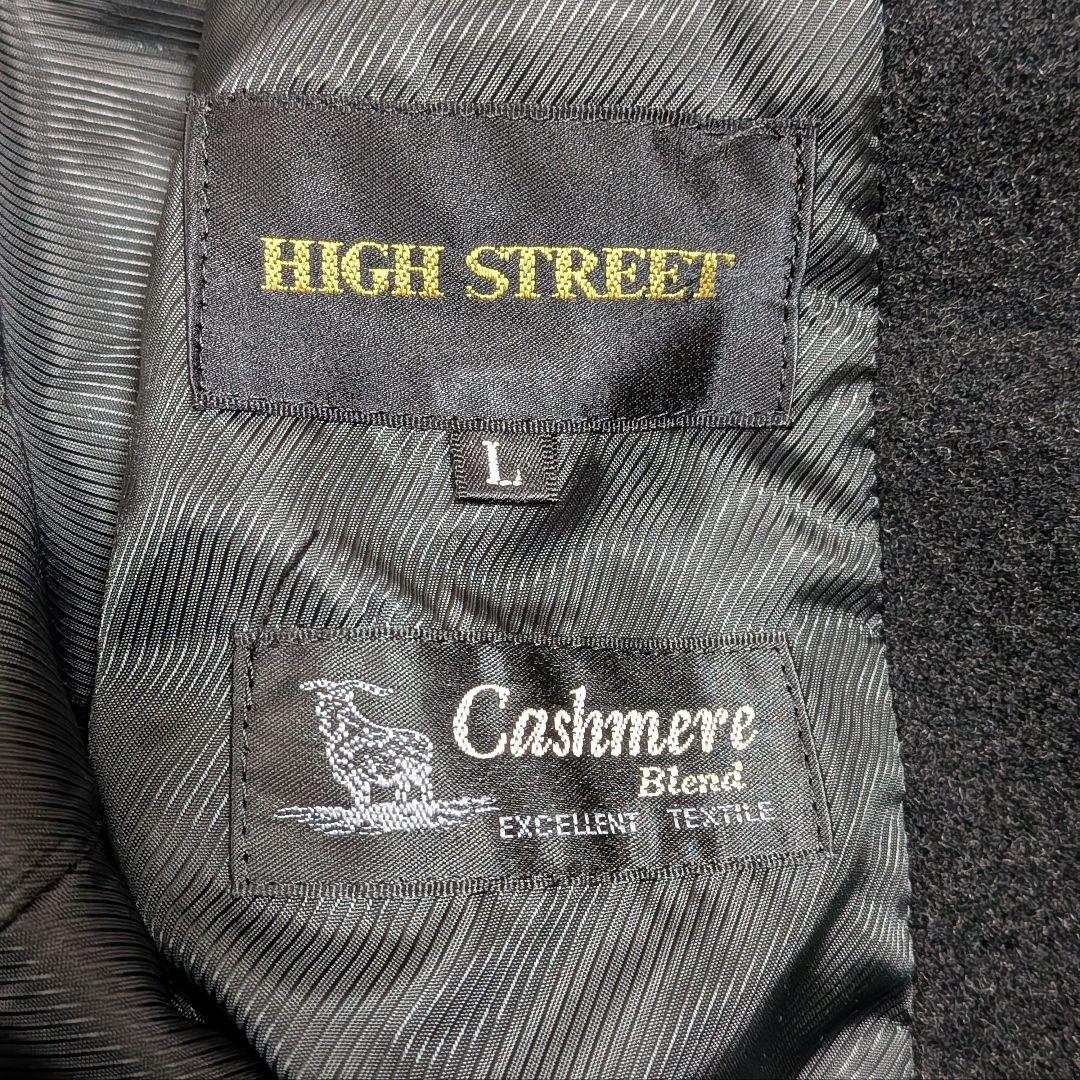 HIGH STREET
L
Cashmere
Blend
EXCELLENT TEXTILE